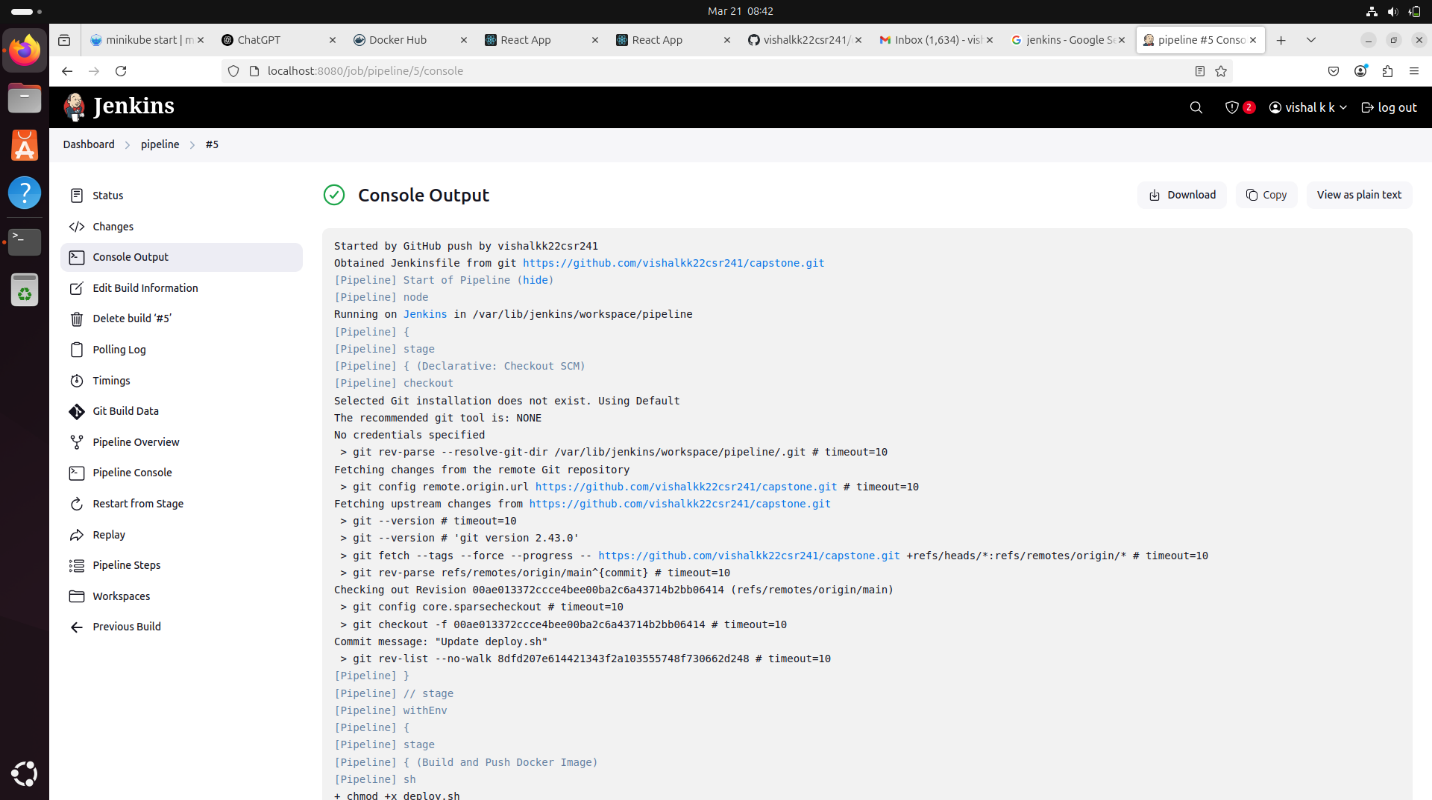 Mar 21 08:42
minikube start | m
ChatGPT
Docker Hub
React App
React App
vishalkk22csr241/
Inbox (1,634) - vis
jenkins - Google Se
pipeline #5 Conso
localhost:8080/job/pipeline/5/console
Jenkins
2
vishal k k
log out
Dashboard
pipeline
#5
Status
Changes
Console Output
Edit Build Information
Delete build ‘#5’
Polling Log
Timings
Git Build Data
Pipeline Overview
Pipeline Console
Restart from Stage
Replay
Pipeline Steps
Workspaces
Previous Build
Console Output
Download
Copy
View as plain text
Started by GitHub push by vishalkk22csr241
Obtained Jenkinsfile from git https://github.com/vishalkk22csr241/capstone.git
[Pipeline] Start of Pipeline (hide)
[Pipeline] node
Running on Jenkins in /var/lib/jenkins/workspace/pipeline
[Pipeline] {
[Pipeline] stage
[Pipeline] { (Declarative: Checkout SCM)
[Pipeline] checkout
Selected Git installation does not exist. Using Default
The recommended git tool is: NONE
No credentials specified
 > git rev-parse --resolve-git-dir /var/lib/jenkins/workspace/pipeline/.git # timeout=10
Fetching changes from the remote Git repository
 > git config remote.origin.url https://github.com/vishalkk22csr241/capstone.git # timeout=10
Fetching upstream changes from https://github.com/vishalkk22csr241/capstone.git
 > git --version # timeout=10
 > git --version # 'git version 2.43.0'
 > git fetch --tags --force --progress -- https://github.com/vishalkk22csr241/capstone.git +refs/heads/*:refs/remotes/origin/* # timeout=10
 > git rev-parse refs/remotes/origin/main^{commit} # timeout=10
Checking out Revision 00ae013372ccce4bee00ba2c6a43714b2bb06414 (refs/remotes/origin/main)
 > git config core.sparsecheckout # timeout=10
 > git checkout -f 00ae013372ccce4bee00ba2c6a43714b2bb06414 # timeout=10
Commit message: "Update deploy.sh"
 > git rev-list --no-walk 8dfd207e614421343f2a103555748f730662d248 # timeout=10
[Pipeline] }
[Pipeline] // stage
[Pipeline] withEnv
[Pipeline] {
[Pipeline] stage
[Pipeline] { (Build and Push Docker Image)
[Pipeline] sh
+ chmod +x deploy.sh